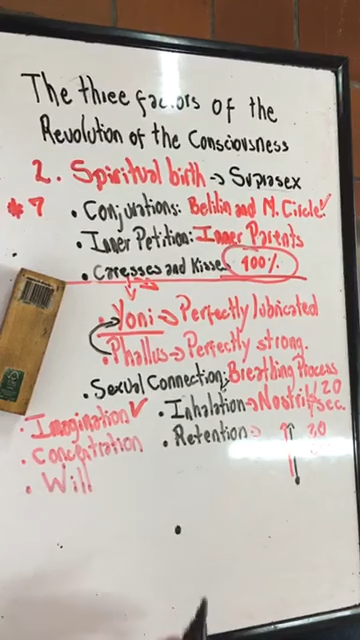 The three factors of the
Revolution of the Consciousness
2. Spiritual birth → Suprasex
#7
• Conjurations: Belilin and M. Circle! ✓
• Inner Petition: Inner Parents
• Caresses and Kisses 100%
• Yoni → Perfectly lubricated
• Phallus → Perfectly strong.
• Sexual Connection: Breathing Process
• Inhalation → Nostril / 20 sec.
• Retention → 20
• Imagination ✓
• Concentration
• Will